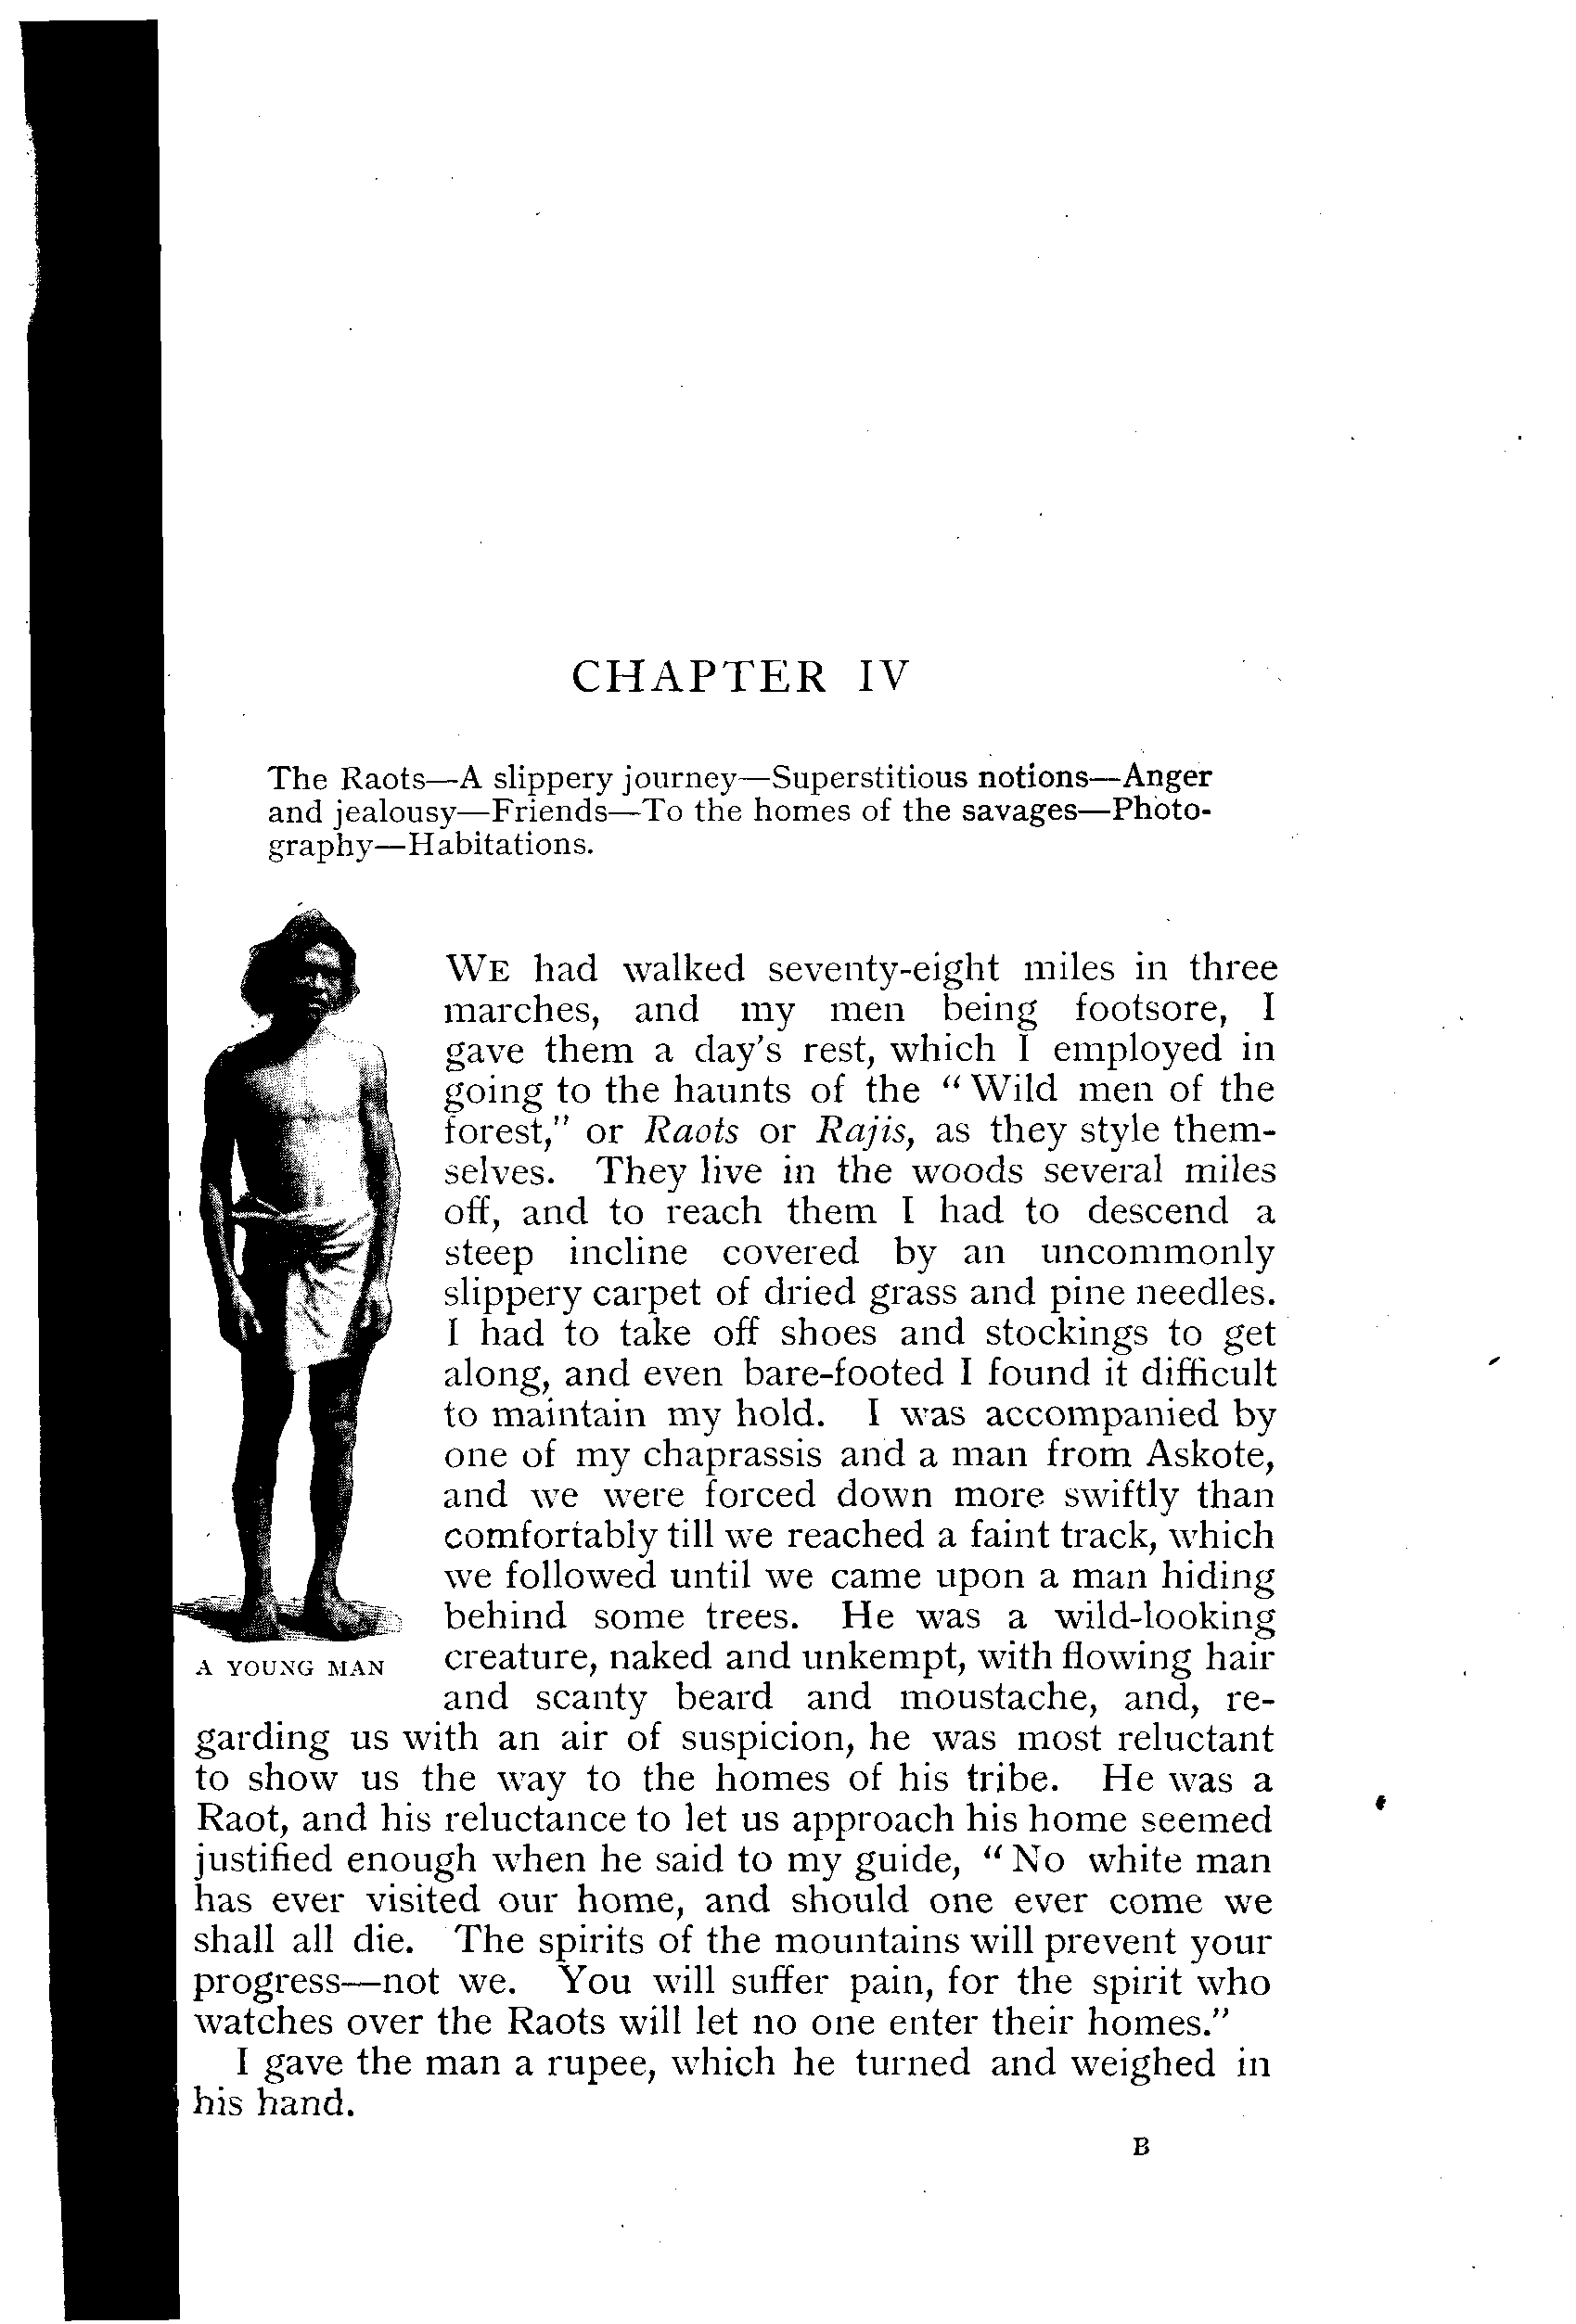 CHAPTER IV
The Raots—A slippery journey—Superstitious notions—Anger
and jealousy—Friends—To the homes of the savages—Photo-
graphy—Habitations.
WE had walked seventy-eight miles in three
marches, and my men being footsore, I
gave them a day's rest, which I employed in
going to the haunts of the "Wild men of the
forest," or Raots or Rajis, as they style them-
selves. They live in the woods several miles
off, and to reach them I had to descend a
steep incline covered by an uncommonly
slippery carpet of dried grass and pine needles.
I had to take off shoes and stockings to get
along, and even bare-footed I found it difficult
to maintain my hold. I was accompanied by
one of my chaprassis and a man from Askote,
and we were forced down more swiftly than
comfortably till we reached a faint track, which
we followed until we came upon a man hiding
behind some trees. He was a wild-looking
creature, naked and unkempt, with flowing hair
and scanty beard and moustache, and, re-
A YOUNG MAN
garding us with an air of suspicion, he was most reluctant
to show us the way to the homes of his tribe. He was a
Raot, and his reluctance to let us approach his home seemed
justified enough when he said to my guide, "No white man
has ever visited our home, and should one ever come we
shall all die. The spirits of the mountains will prevent your
progress—not we. You will suffer pain, for the spirit who
watches over the Raots will let no one enter their homes."
I gave the man a rupee, which he turned and weighed in
his hand.
B